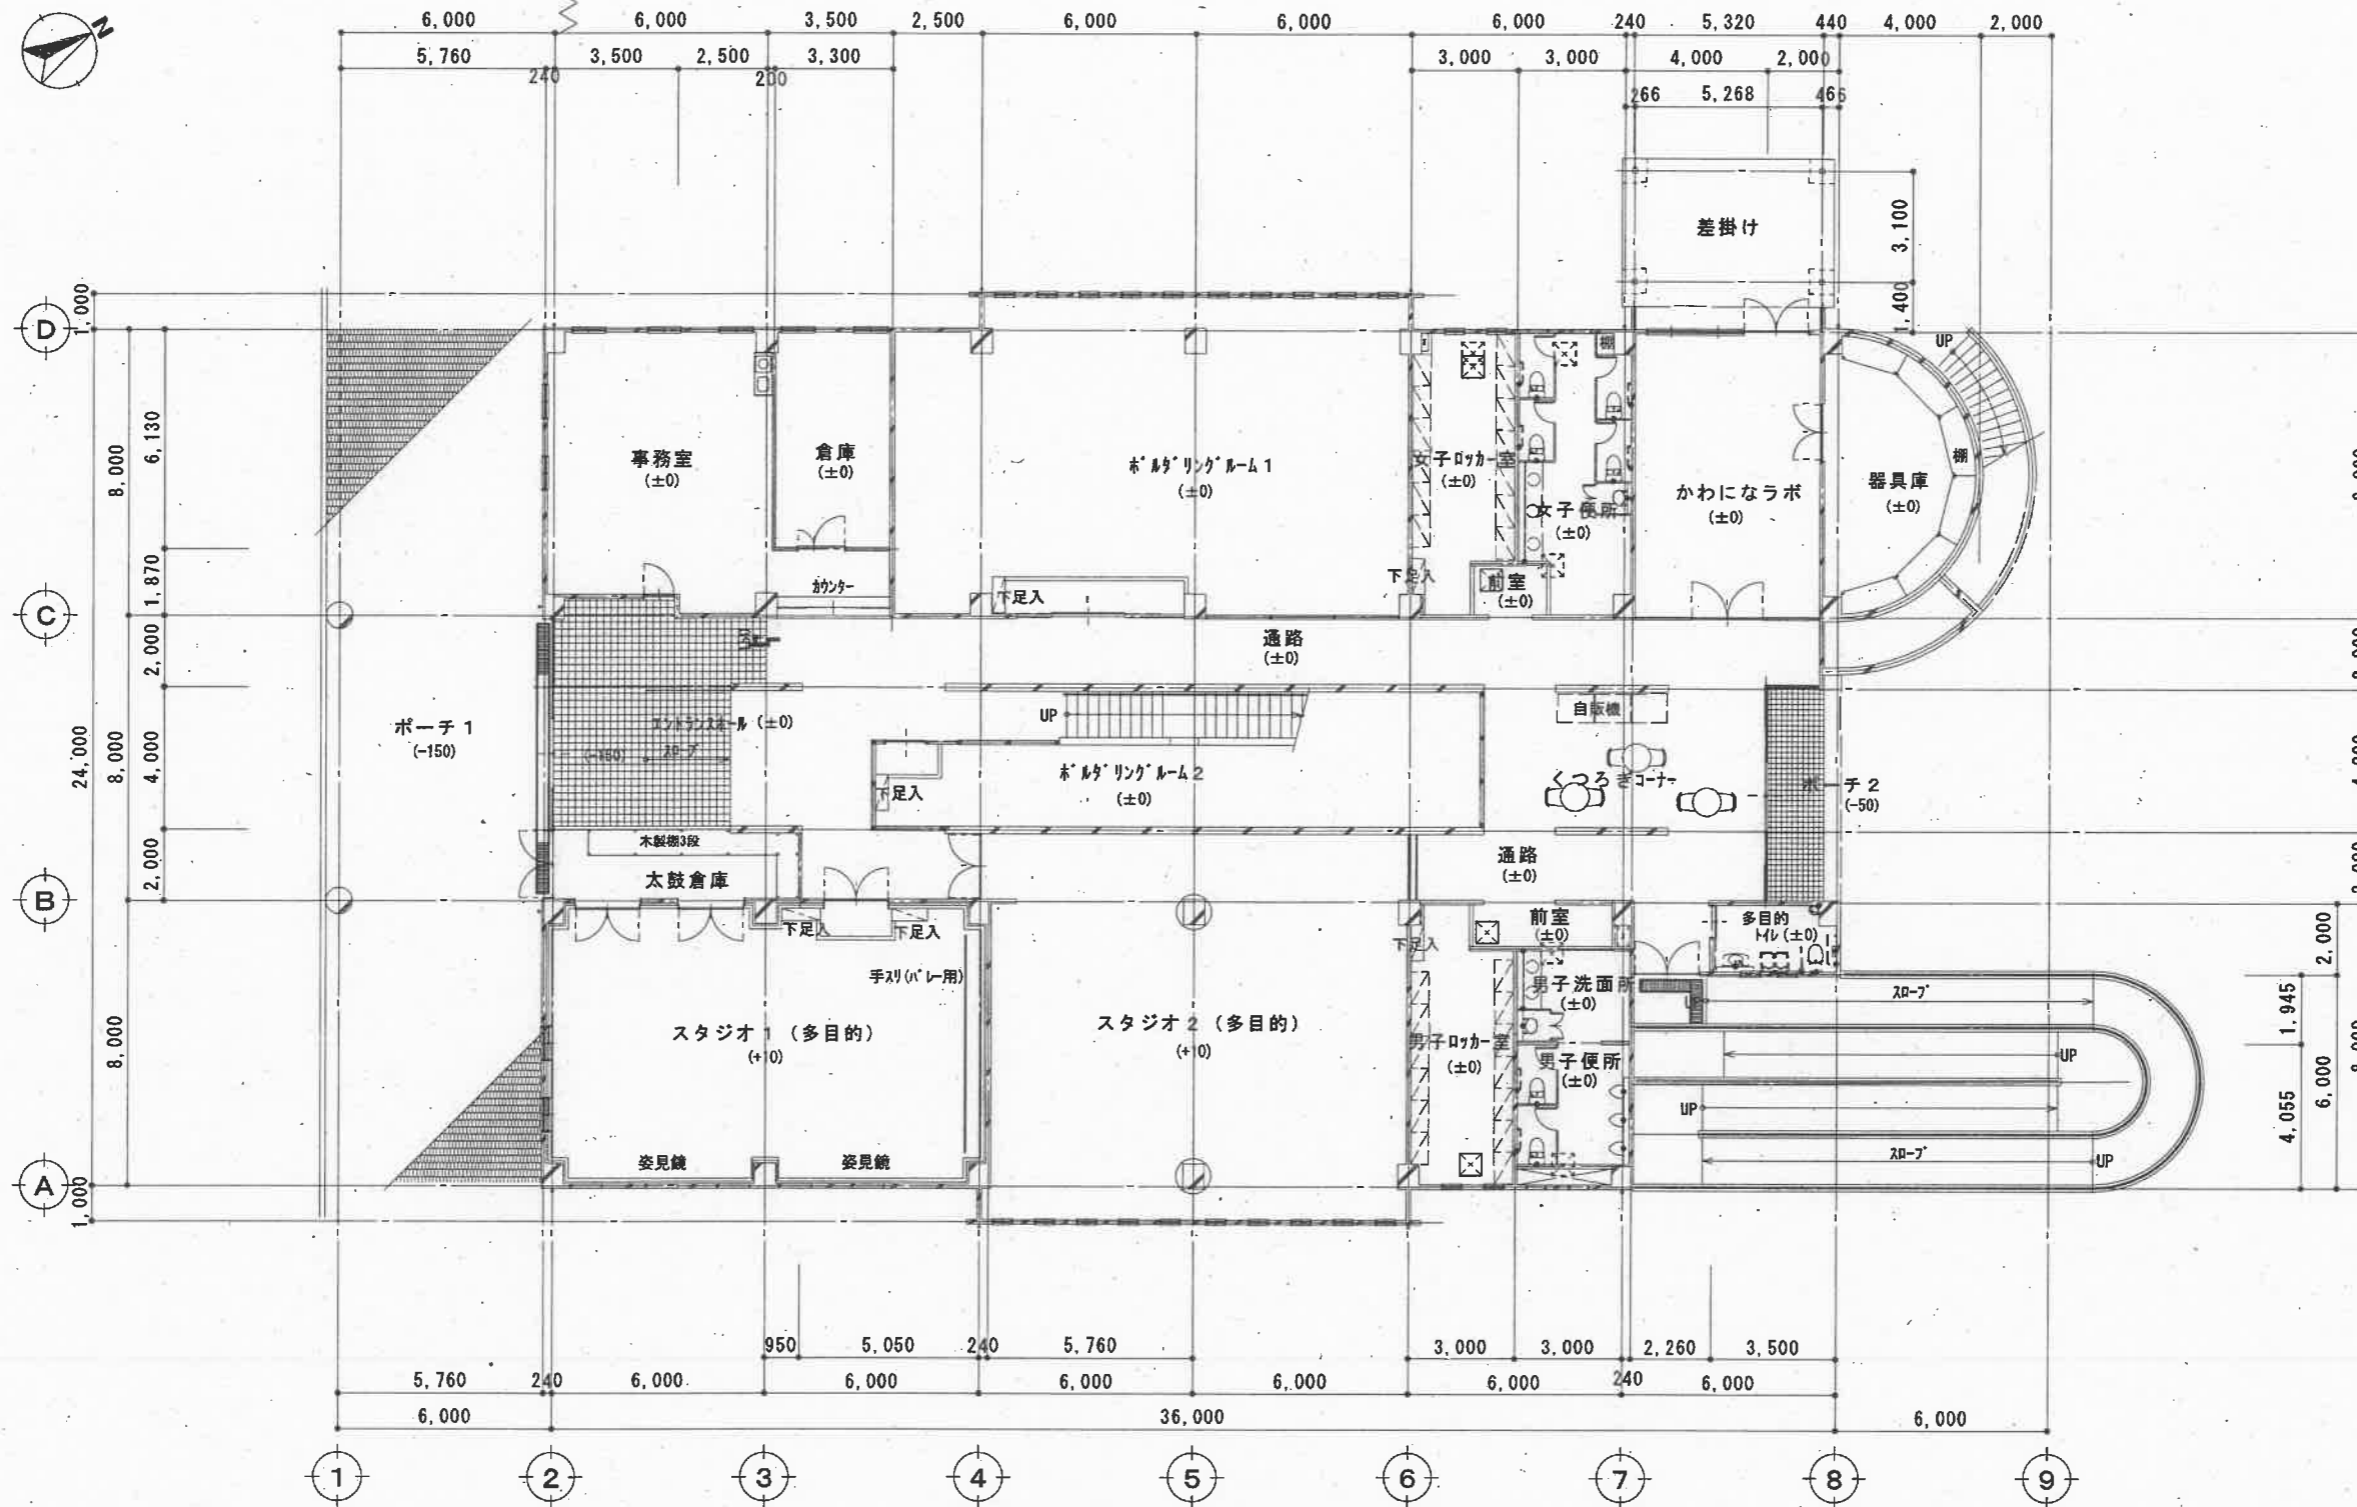 N
6,000 6,000 3,500 2,500 6,000 6,000 6,000 240 5,320 440 4,000 2,000
5,760 3,500 2,500 3,300 3,000 3,000 4,000 2,000
240 200
266 5,268 466
差掛け
3,100
1,400
D
1,000
UP
棚
6,130
8,000
事務室
(±0)
倉庫
(±0)
ボルダリングルーム1
(±0)
女子ロッカー室
(±0)
女子便所
(±0)
かわになラボ
(±0)
器具庫
(±0)
棚
1,870
カウンター
下足入
下足入
前室
(±0)
C
2,000
通路
(±0)
24,000
8,000
4,000
ポーチ1
(-150)
エントランスホール (±0)
(-150) スロープ
UP
自販機
ボルダリングルーム2
(±0)
下足入
くつろぎコーナー
ポーチ2
(-50)
2,000
木製棚3段
太鼓倉庫
通路
(±0)
B
下足入
下足入
下足入
前室
(±0)
多目的
トイレ(±0)
2,000
手スリ(バレー用)
男子洗面所
(±0)
UP
スロープ
1,945
8,000
スタジオ1(多目的)
(+10)
スタジオ2(多目的)
(+10)
男子ロッカー室
(±0)
男子便所
(±0)
UP
UP
4,055
6,000
姿見鏡
姿見鏡
スロープ
UP
A
1,000
950 5,050 240 5,760 3,000 3,000 2,260 3,500
5,760 240 6,000 6,000 6,000 6,000 6,000 240 6,000
6,000 36,000 6,000
1 2 3 4 5 6 7 8 9